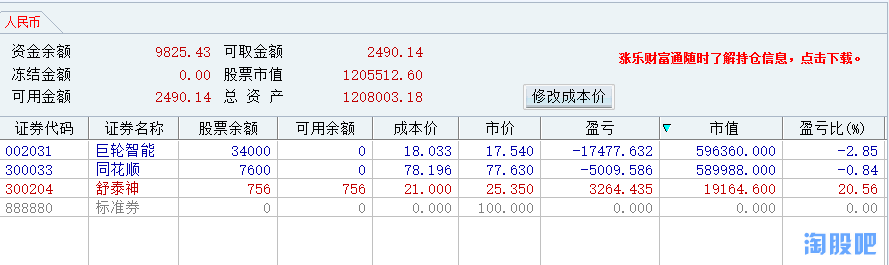 人民币
资金余额 9825.43 可取金额 2490.14
涨乐财富通随时了解持仓信息，点击下载。
冻结金额 0.00 股票市值 1205512.60
可用金额 2490.14 总 资 产 1208003.18
修改成本价
证券代码 证券名称 股票余额 可用余额 成本价 市价 盈亏 市值 盈亏比(%)
002031 巨轮智能 34000 0 18.033 17.540 -17477.632 596360.000 -2.85
300033 同花顺 7600 0 78.196 77.630 -5009.586 589988.000 -0.84
300204 舒泰神 756 756 21.000 25.350 3264.435 19164.600 20.56
888880 标准券 0 0 0.000 100.000 0.000 0.000 0.00
淘股吧